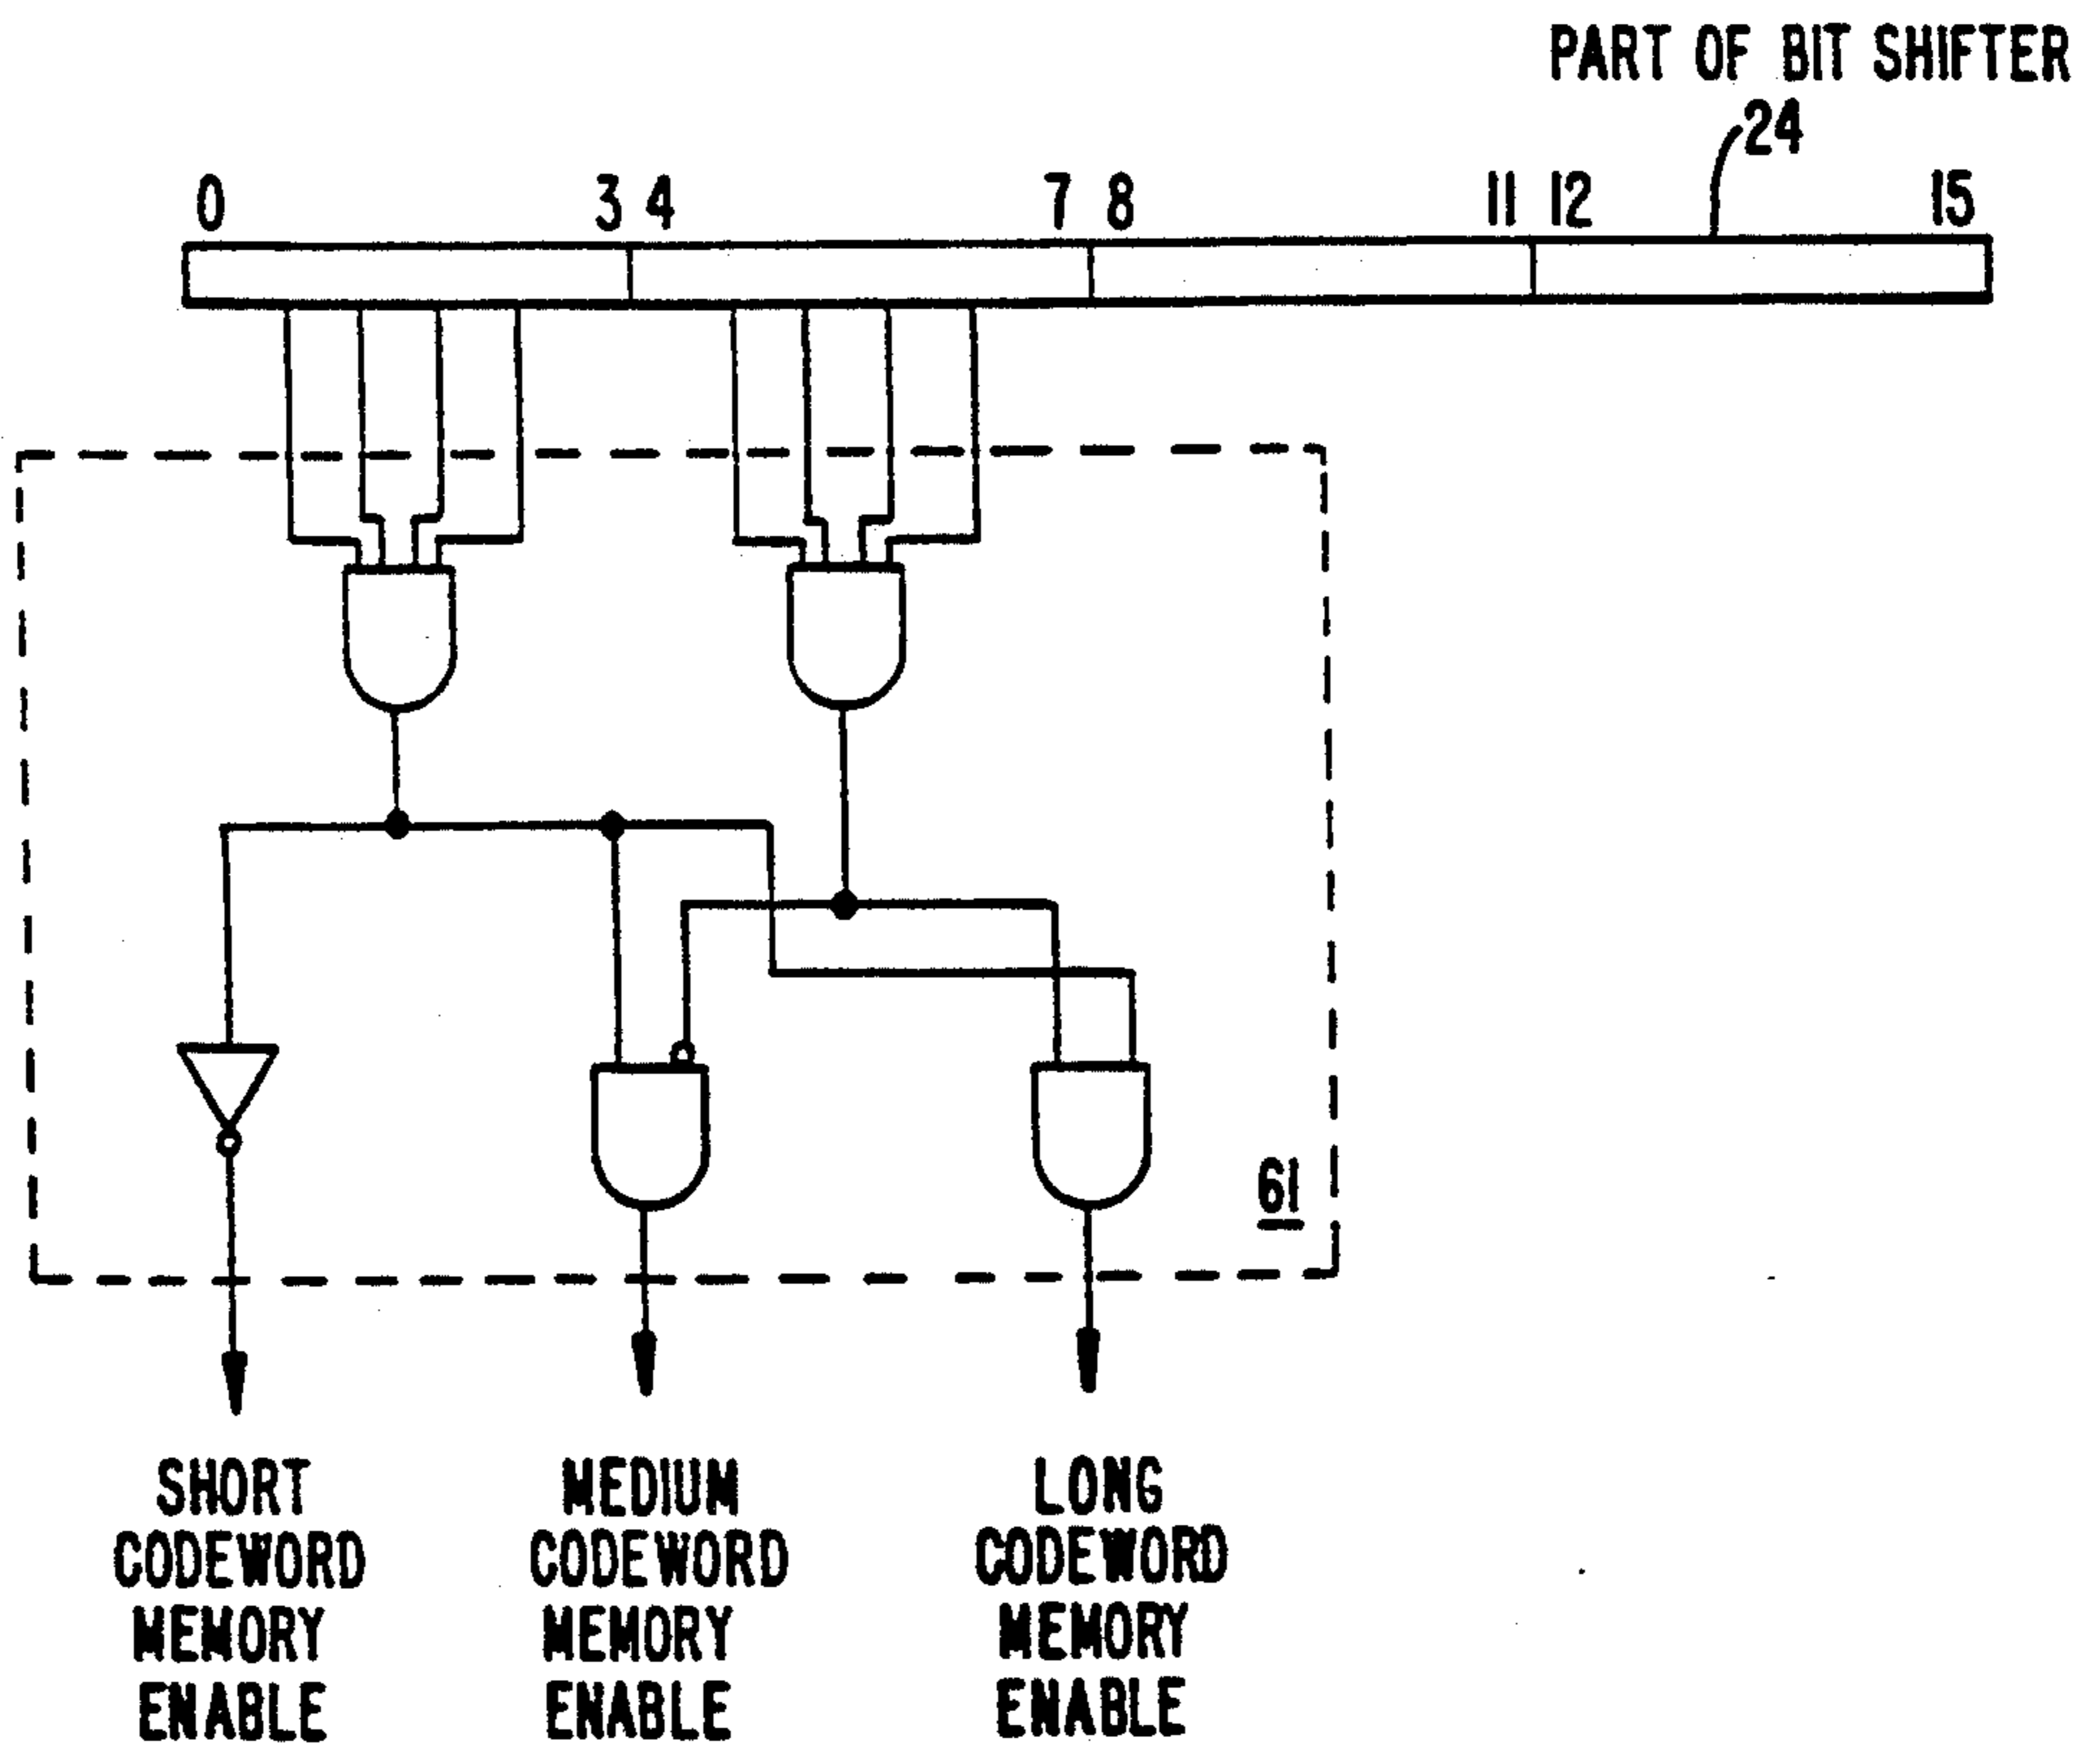 PART OF BIT SHIFTER
24
0 3 4 7 8 11 12 15
61
SHORT CODEWORD MEMORY ENABLE
MEDIUM CODEWORD MEMORY ENABLE
LONG CODEWORD MEMORY ENABLE